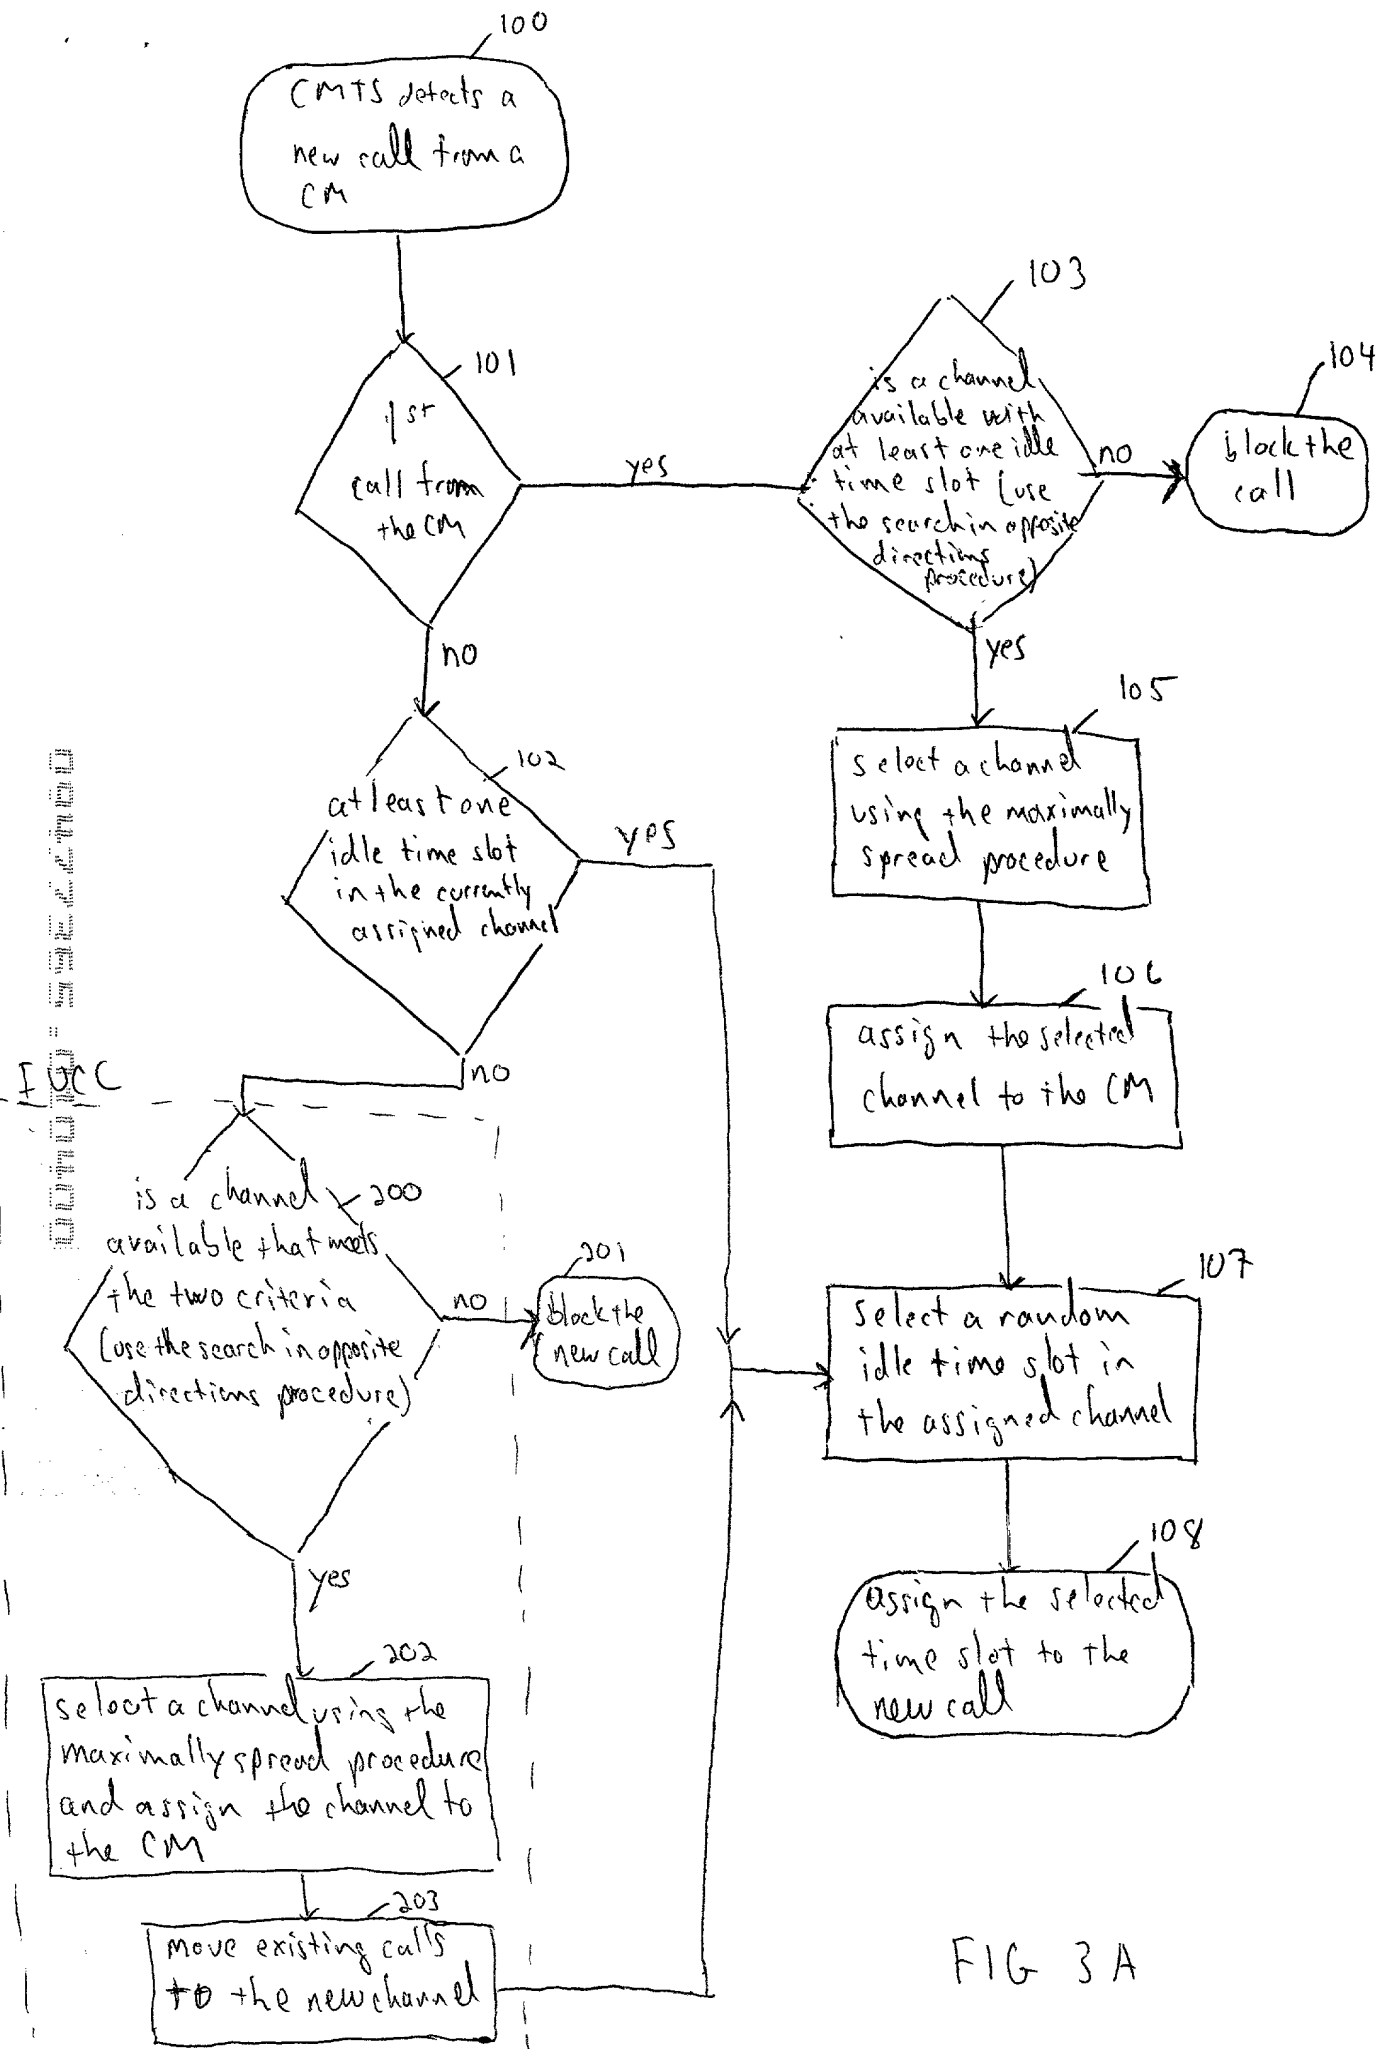 100
CMTS detects a
new call from a
CM
103
101
104
1st
call from
the CM
yes
is a channel
available with
at least one idle
time slot (use
the search in opposite
directions
procedure)
no
block the
call
no
yes
105
102
at least one
idle time slot
in the currently
assigned channel
yes
select a channel
using the maximally
spread procedure
106
assign the selected
channel to the CM
no
is a channel
200
available that meets
the two criteria
(use the search in opposite
directions procedure)
no
201
block the
new call
107
select a random
idle time slot in
the assigned channel
yes
108
assign the selected
time slot to the
new call
202
select a channel using the
maximally spread procedure
and assign the channel to
the CM
203
move existing calls
to the new channel
FIG 3A